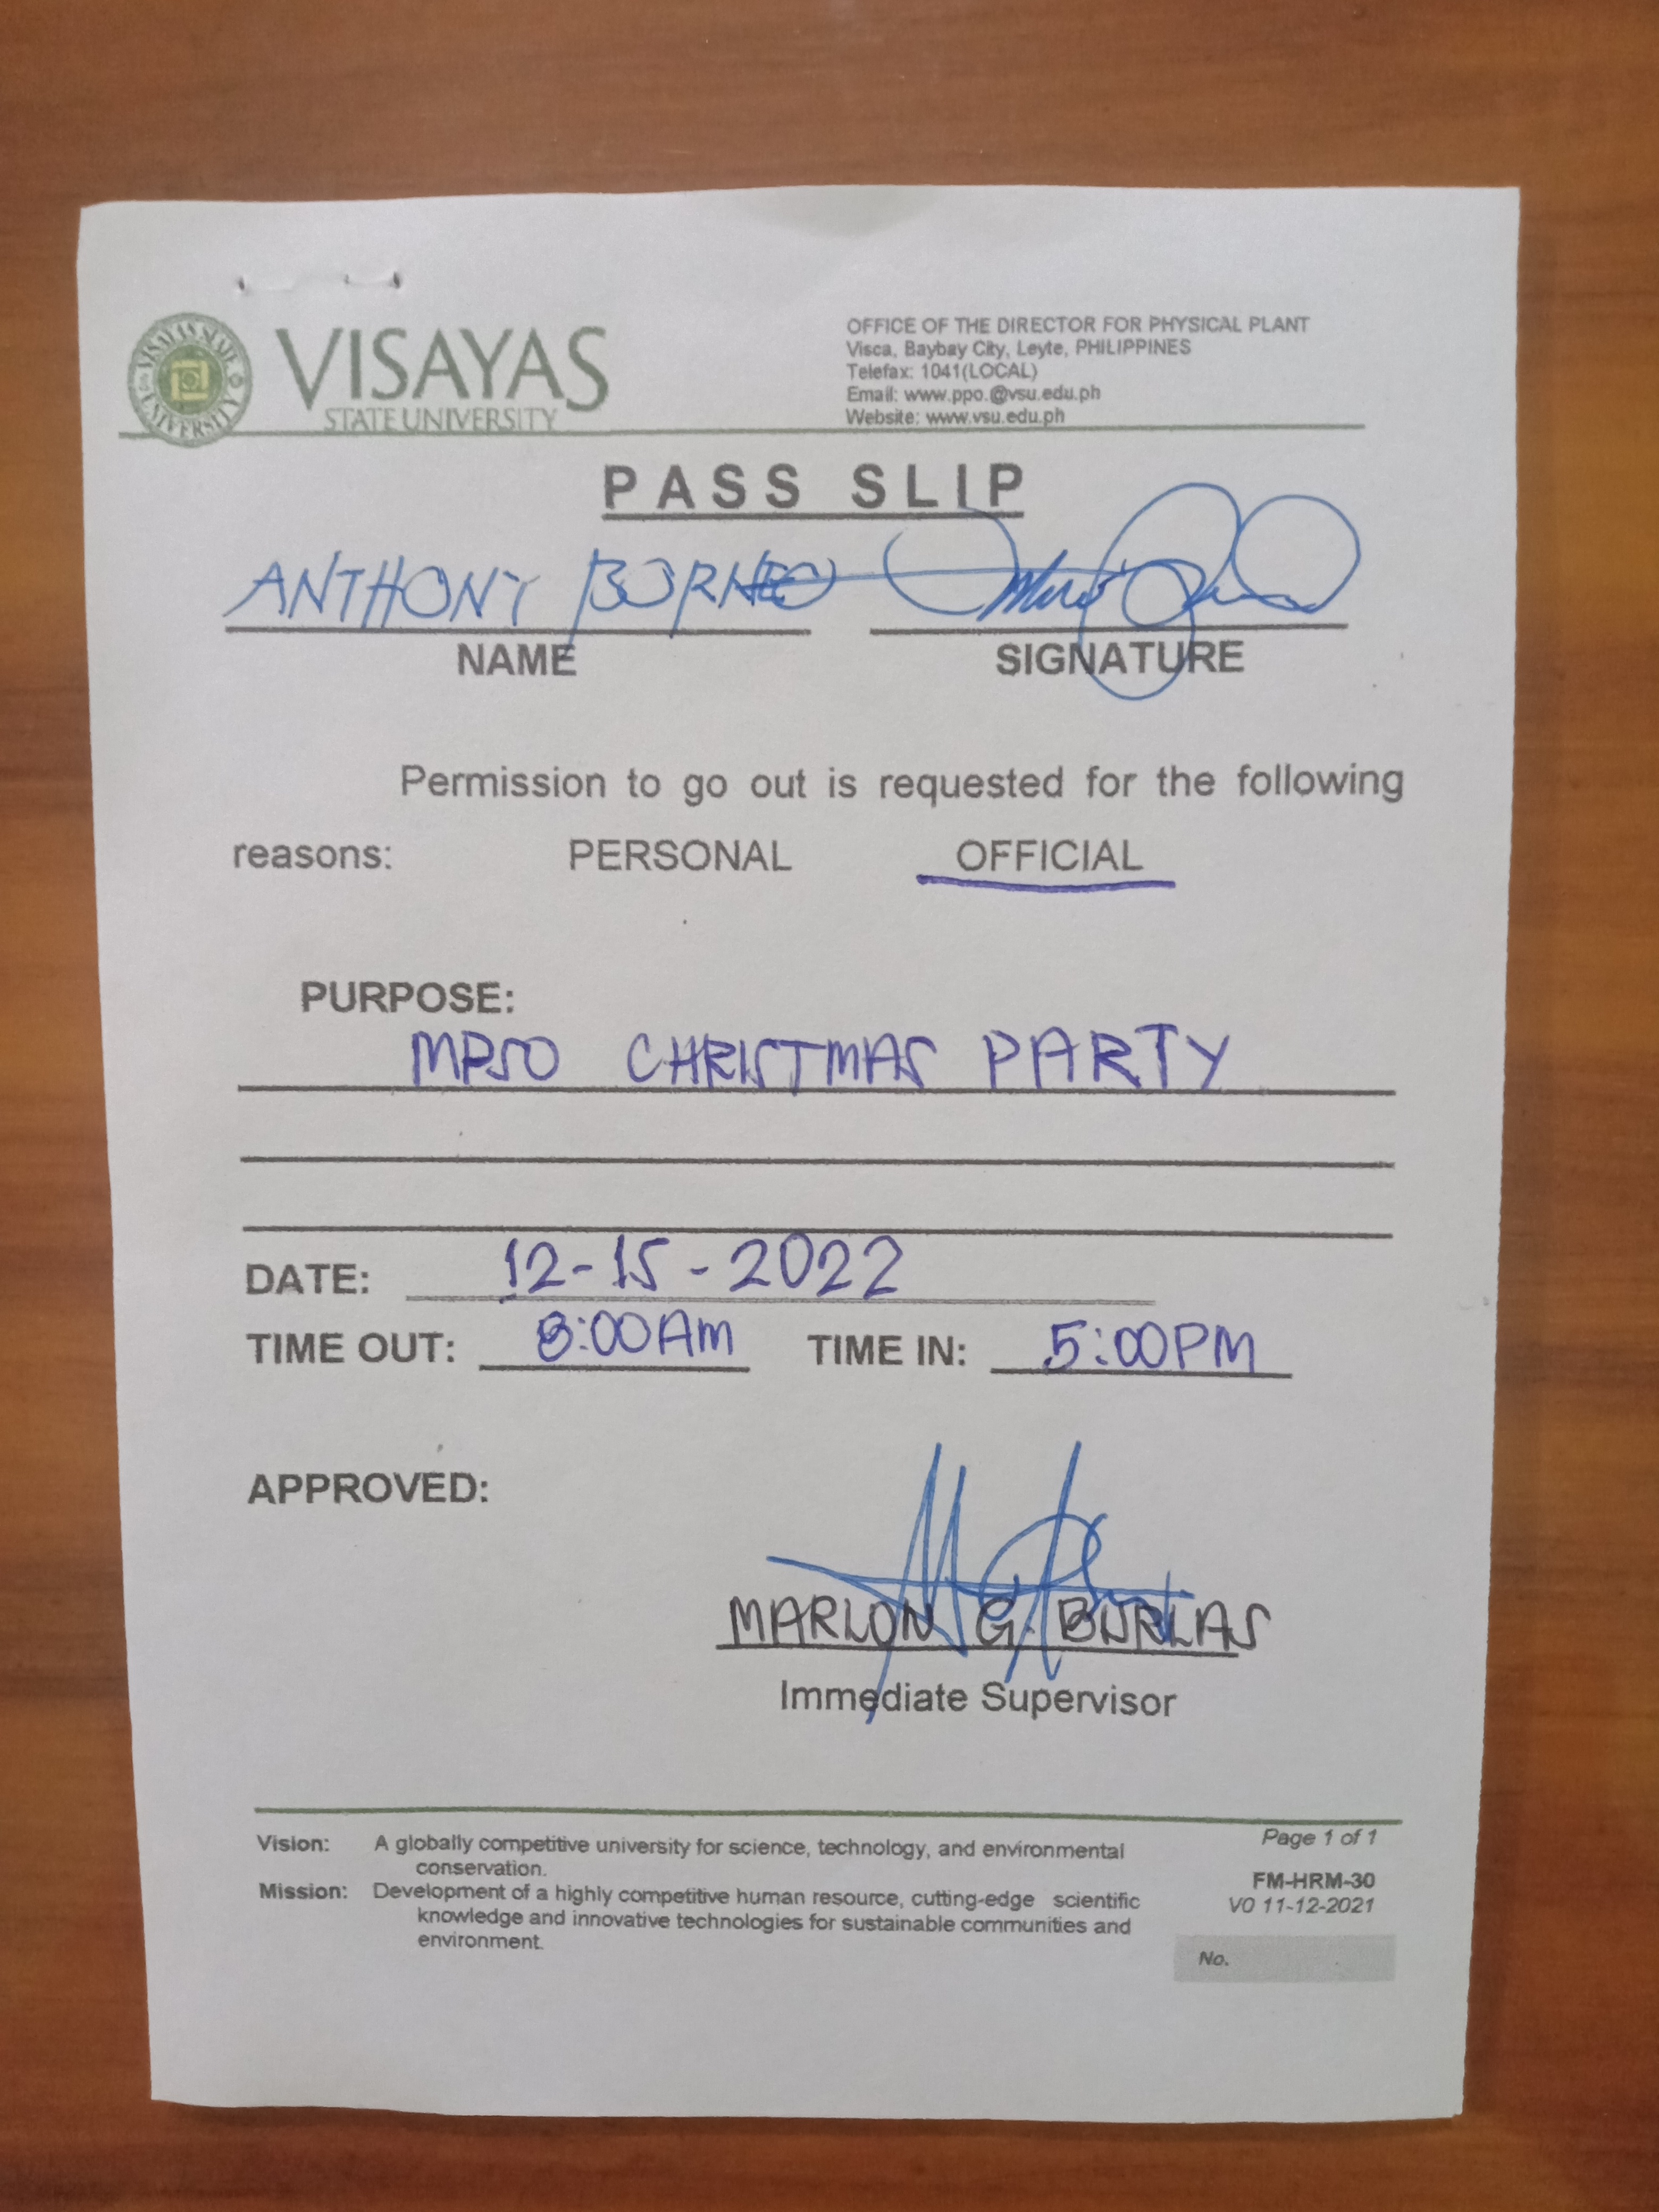 VISAYAS
STATE UNIVERSITY
VISAYAS STATE UNIVERSITY
OFFICE OF THE DIRECTOR FOR PHYSICAL PLANT
Visca, Baybay City, Leyte, PHILIPPINES
Telefax: 1041(LOCAL)
Email: www.ppo.@vsu.edu.ph
Website: www.vsu.edu.ph
PASS SLIP
ANTHONY BORNEO
NAME SIGNATURE
Permission to go out is requested for the following
reasons: PERSONAL OFFICIAL
PURPOSE:
MPSO CHRISTMAS PARTY
DATE: 12-15-2022
TIME OUT: 8:00AM TIME IN: 5:00PM
APPROVED:
MARLON G. BURLAS
Immediate Supervisor
Vision: A globally competitive university for science, technology, and environmental
conservation.
Mission: Development of a highly competitive human resource, cutting-edge scientific
knowledge and innovative technologies for sustainable communities and
environment.
Page 1 of 1
FM-HRM-30
V0 11-12-2021
No.